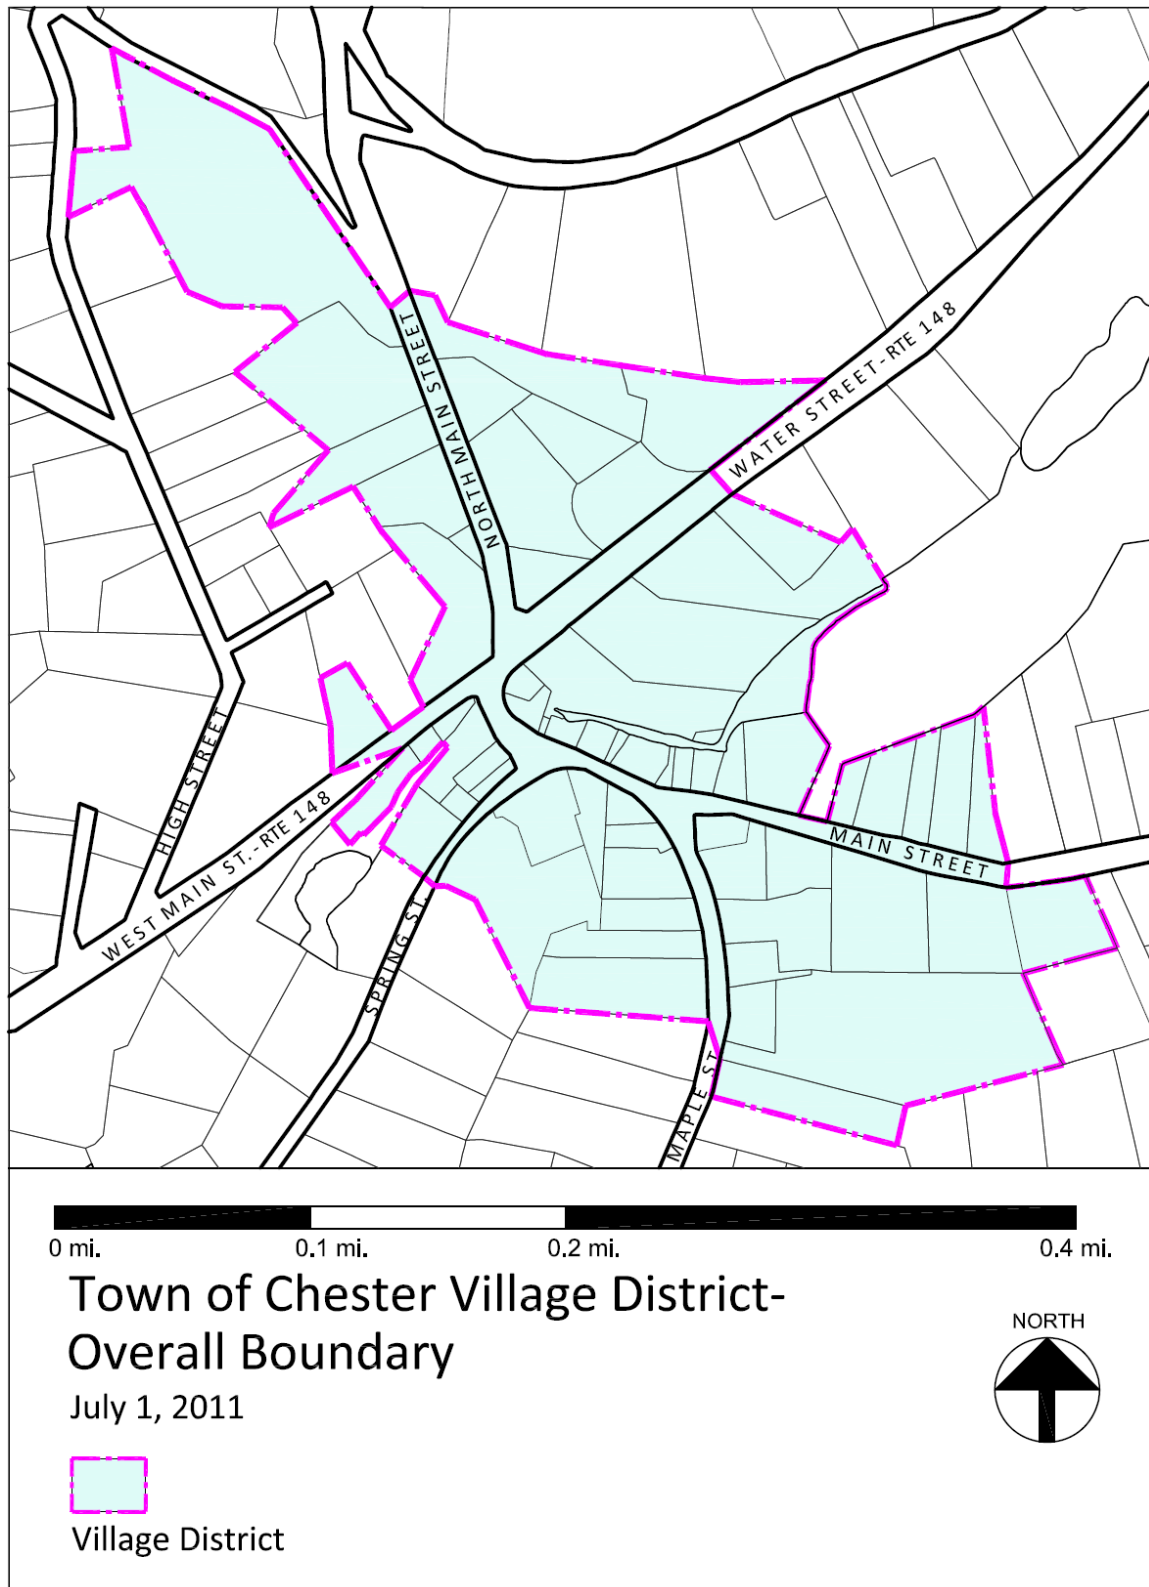 NORTH MAIN STREET
WATER STREET-RTE 148
HIGH STREET
WEST MAIN ST.-RTE 148
MAIN STREET
SPRING ST.
MAPLE ST
0 mi.
0.1 mi.
0.2 mi.
0.4 mi.
Town of Chester Village District-
Overall Boundary
July 1, 2011
NORTH
Village District